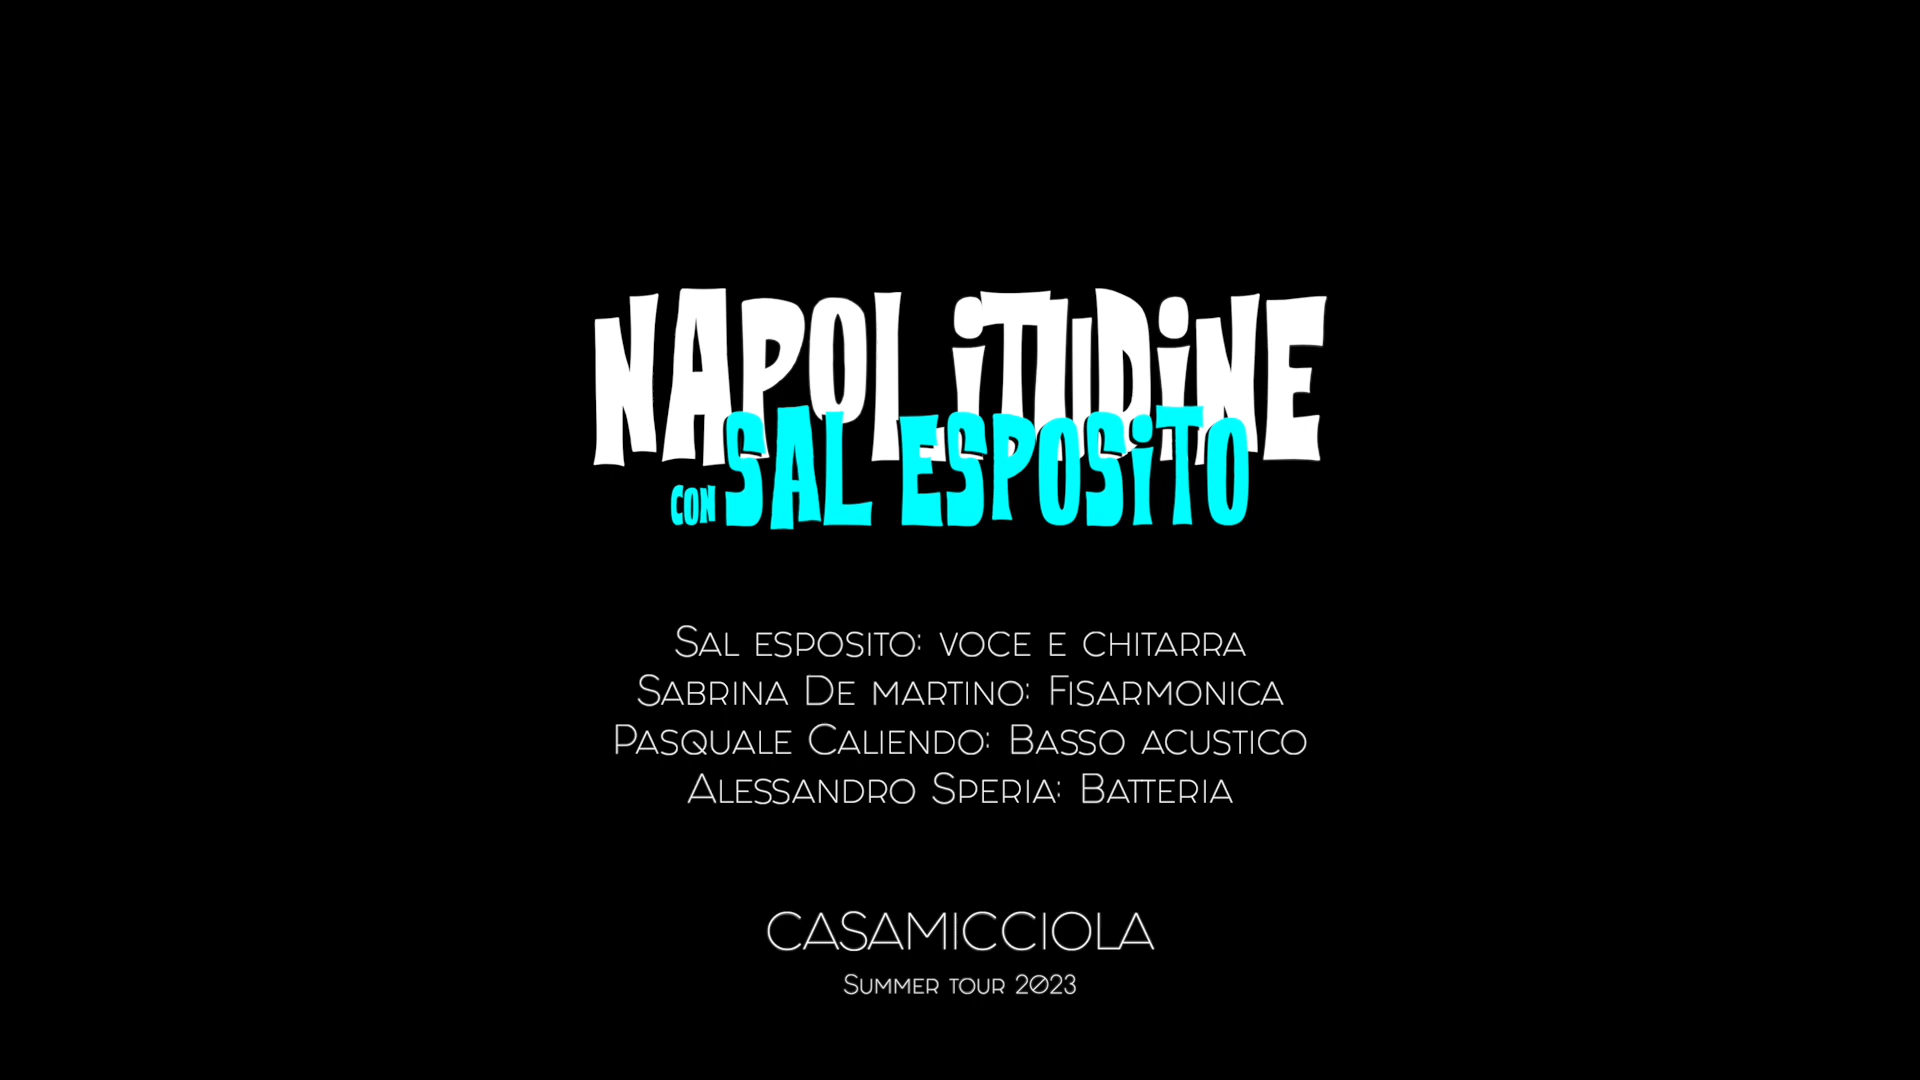 NAPOLiTUDiNE
CON SAL ESPOSiTO
Sal esposito: voce e chitarra
Sabrina De martino: Fisarmonica
Pasquale Caliendo: Basso acustico
Alessandro Speria: Batteria
CASAMICCIOLA
Summer tour 2023